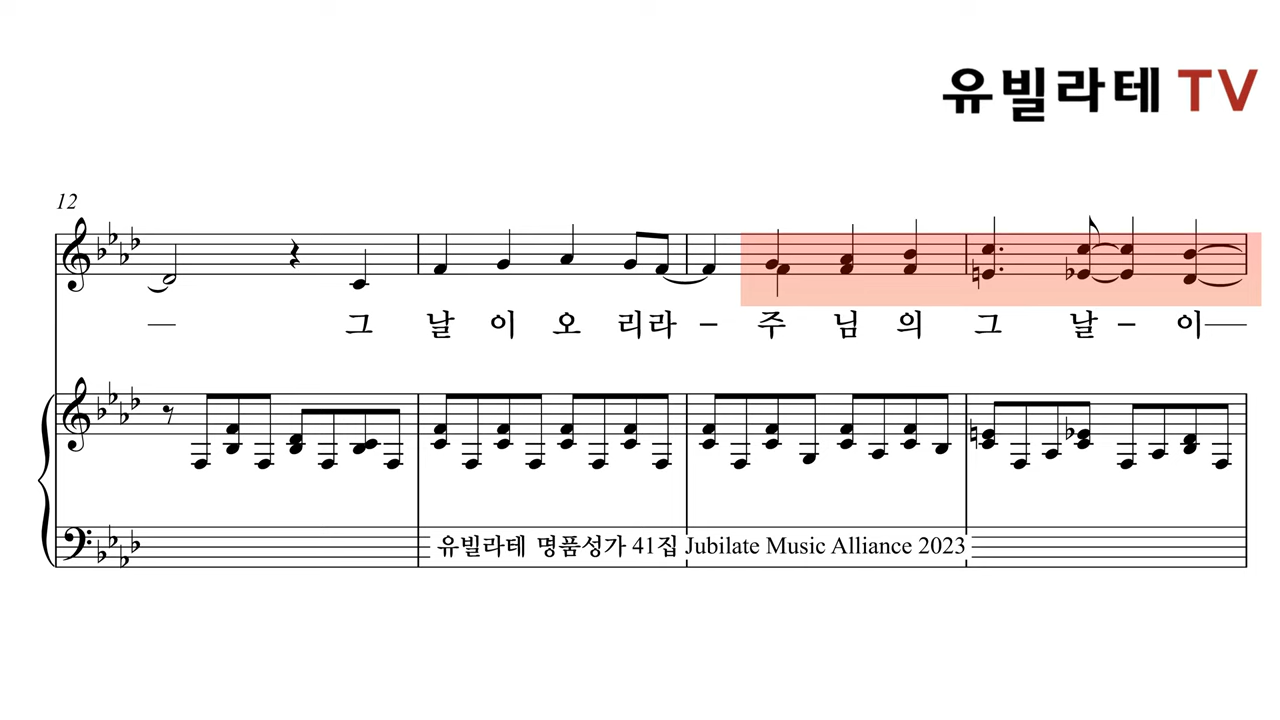 유빌라테 TV
12
그 날 이 오 리라 - 주 님 의 그 날 - 이
유빌라테 명품성가 41집 Jubilate Music Alliance 2023